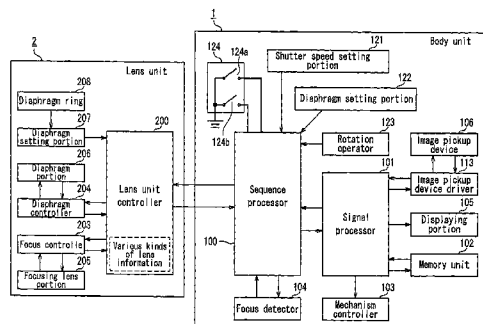 2
Lens unit
208
Diaphragm ring
207
Diaphragm setting portion
206
Diaphragm portion
204
Diaphragm controller
203
Focus controlle
205
Focusing lens portion
200
Lens unit controller
Various kinds of lens information
1
Body unit
124
124a
124b
121
Shutter speed setting portion
122
Diaphragm setting portion
123
Rotation operator
106
Image pickup device
113
Image pickup device driver
101
Signal processor
105
Displaying portion
102
Memory unit
Sequence processor
100
104
Focus detector
103
Mechanism controller